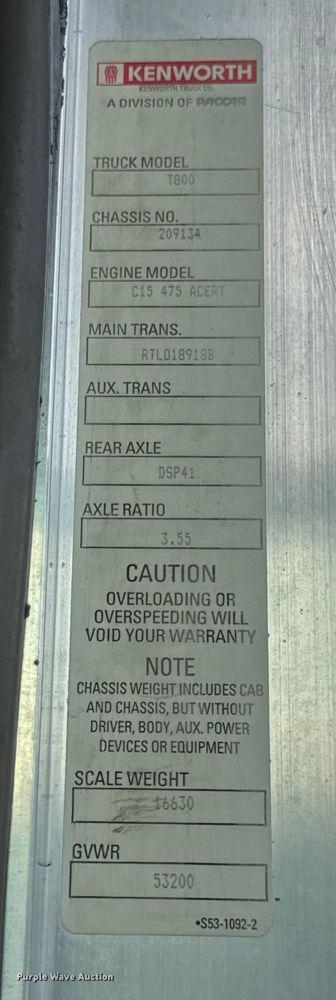 KENWORTH
KENWORTH TRUCK CO.
A DIVISION OF PACCAR
TRUCK MODEL
T800
CHASSIS NO.
209134
ENGINE MODEL
C15 475 ACERT
MAIN TRANS.
RTLO18918B
AUX. TRANS
REAR AXLE
DSP41
AXLE RATIO
3.55
CAUTION
OVERLOADING OR
OVERSPEEDING WILL
VOID YOUR WARRANTY
NOTE
CHASSIS WEIGHT INCLUDES CAB
AND CHASSIS, BUT WITHOUT
DRIVER, BODY, AUX. POWER
DEVICES OR EQUIPMENT
SCALE WEIGHT
16630
GVWR
53200
•S53-1092-2
Purple Wave Auction